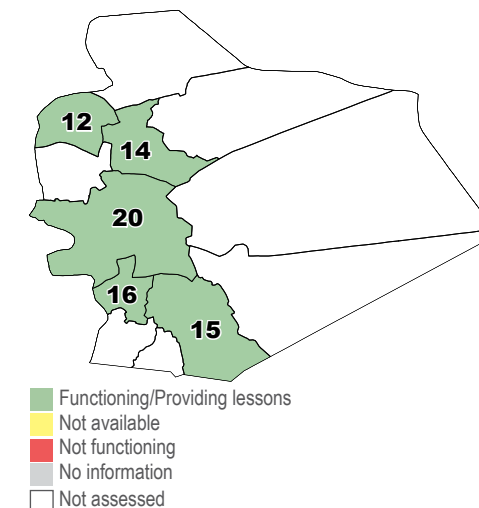 12
14
20
16
15
Functioning/Providing lessons
Not available
Not functioning
No information
Not assessed